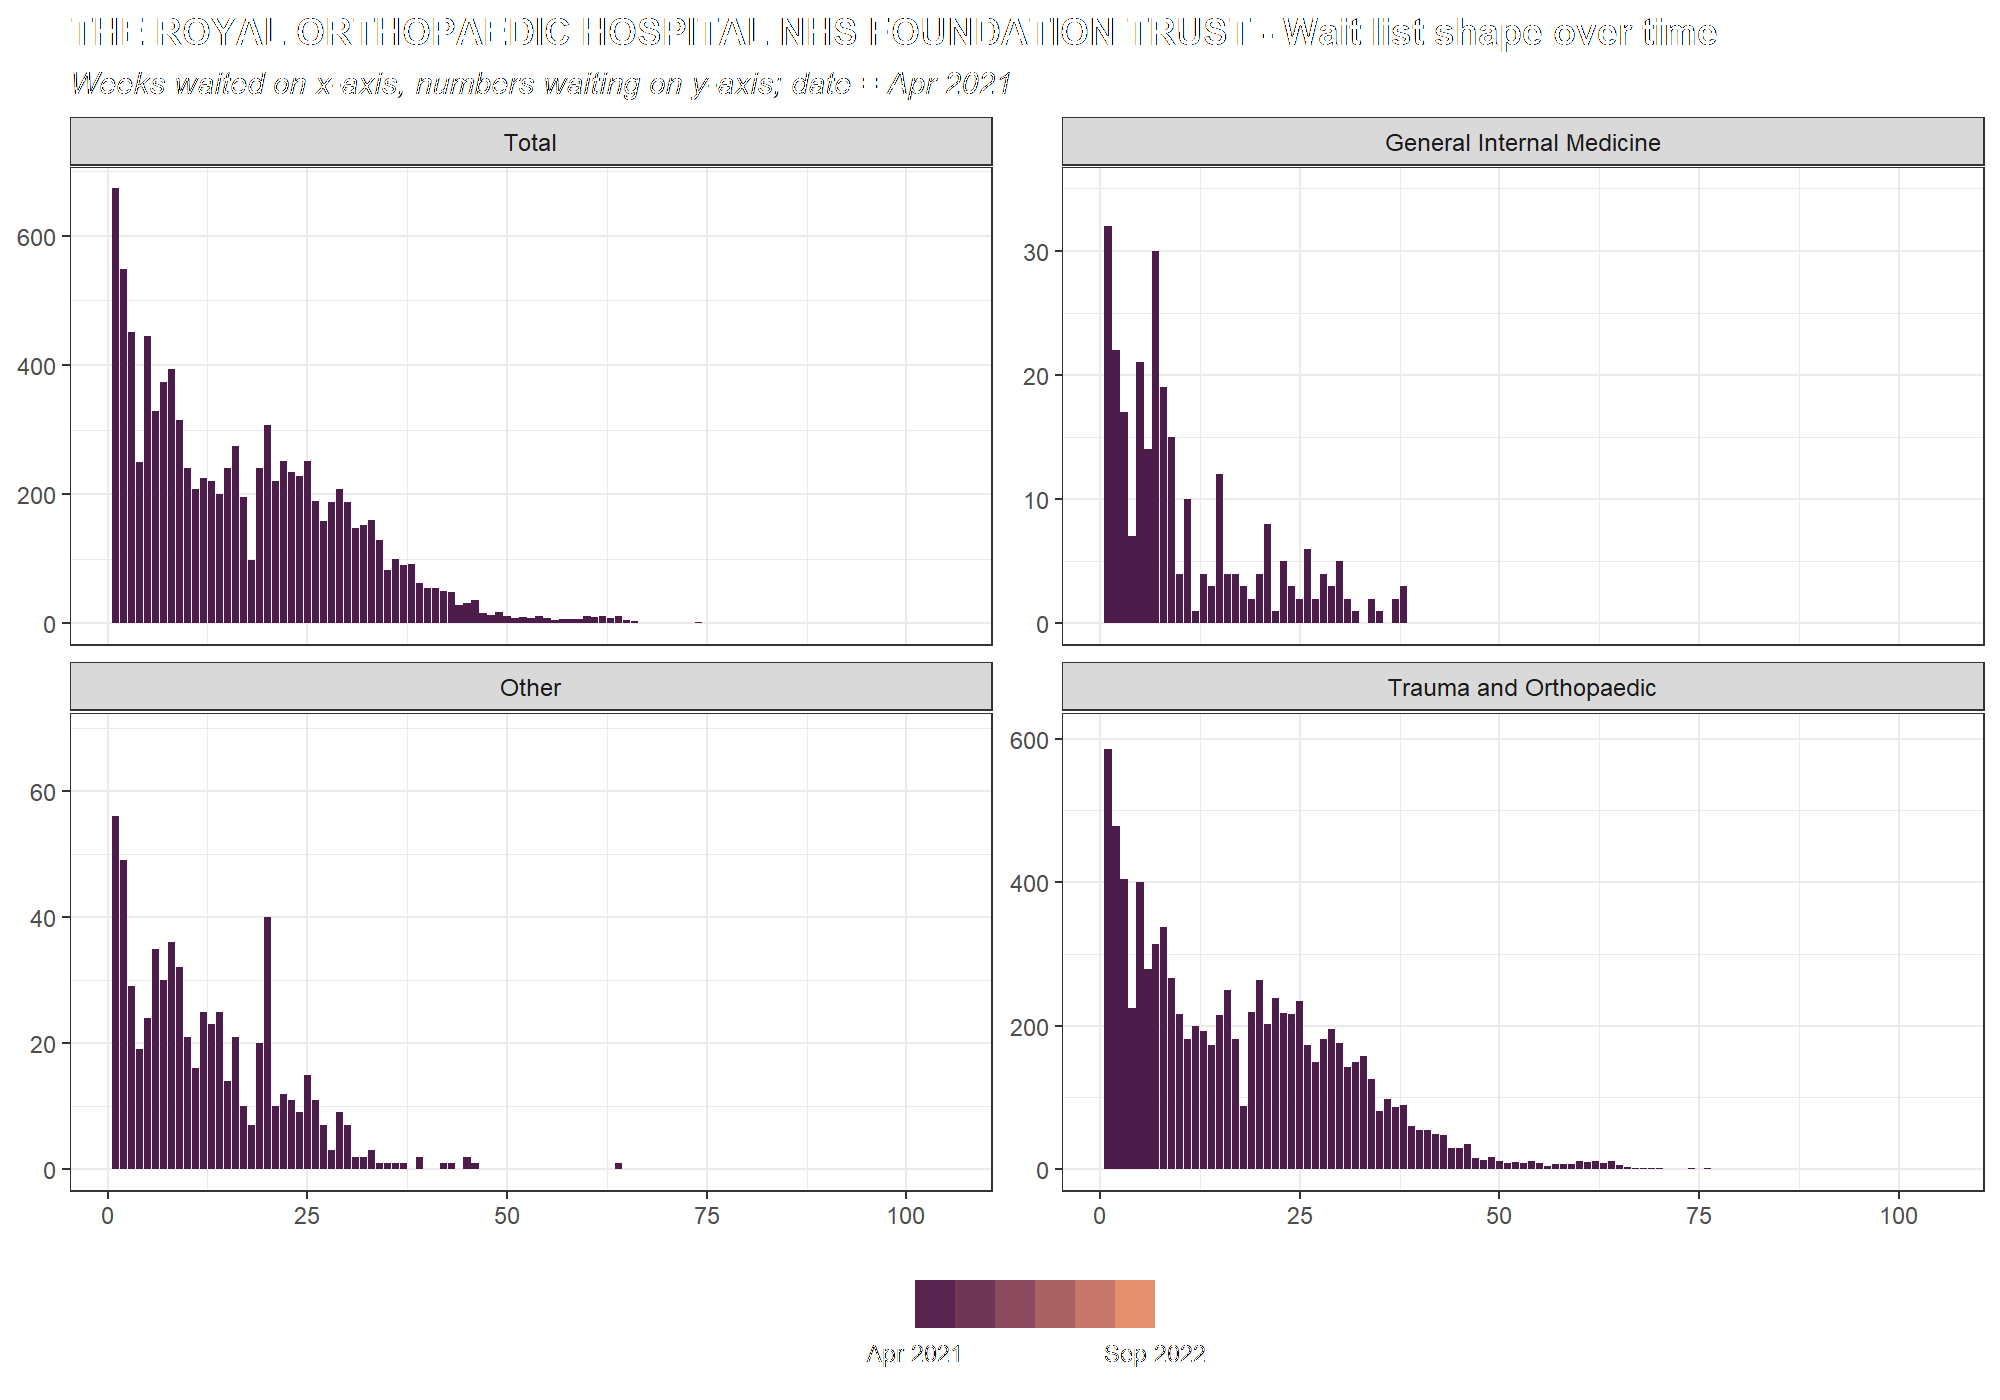 THE ROYAL ORTHOPAEDIC HOSPITAL NHS FOUNDATION TRUST - Wait list shape over time
Weeks waited on x-axis, numbers waiting on y-axis; date = Apr 2021
Total
600
400
200
0
General Internal Medicine
30
20
10
0
Other
60
40
20
0
0 25 50 75 100
Trauma and Orthopaedic
600
400
200
0
0 25 50 75 100
Apr 2021 Sep 2022